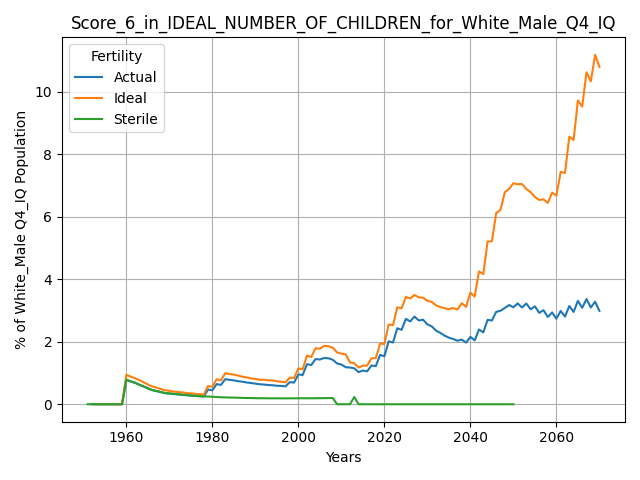 Score_6_in_IDEAL_NUMBER_OF_CHILDREN_for_White_Male_Q4_IQ
Fertility
Actual
Ideal
Sterile
% of White_Male Q4_IQ Population
10
8
6
4
2
0
1960
1980
2000
2020
2040
2060
Years